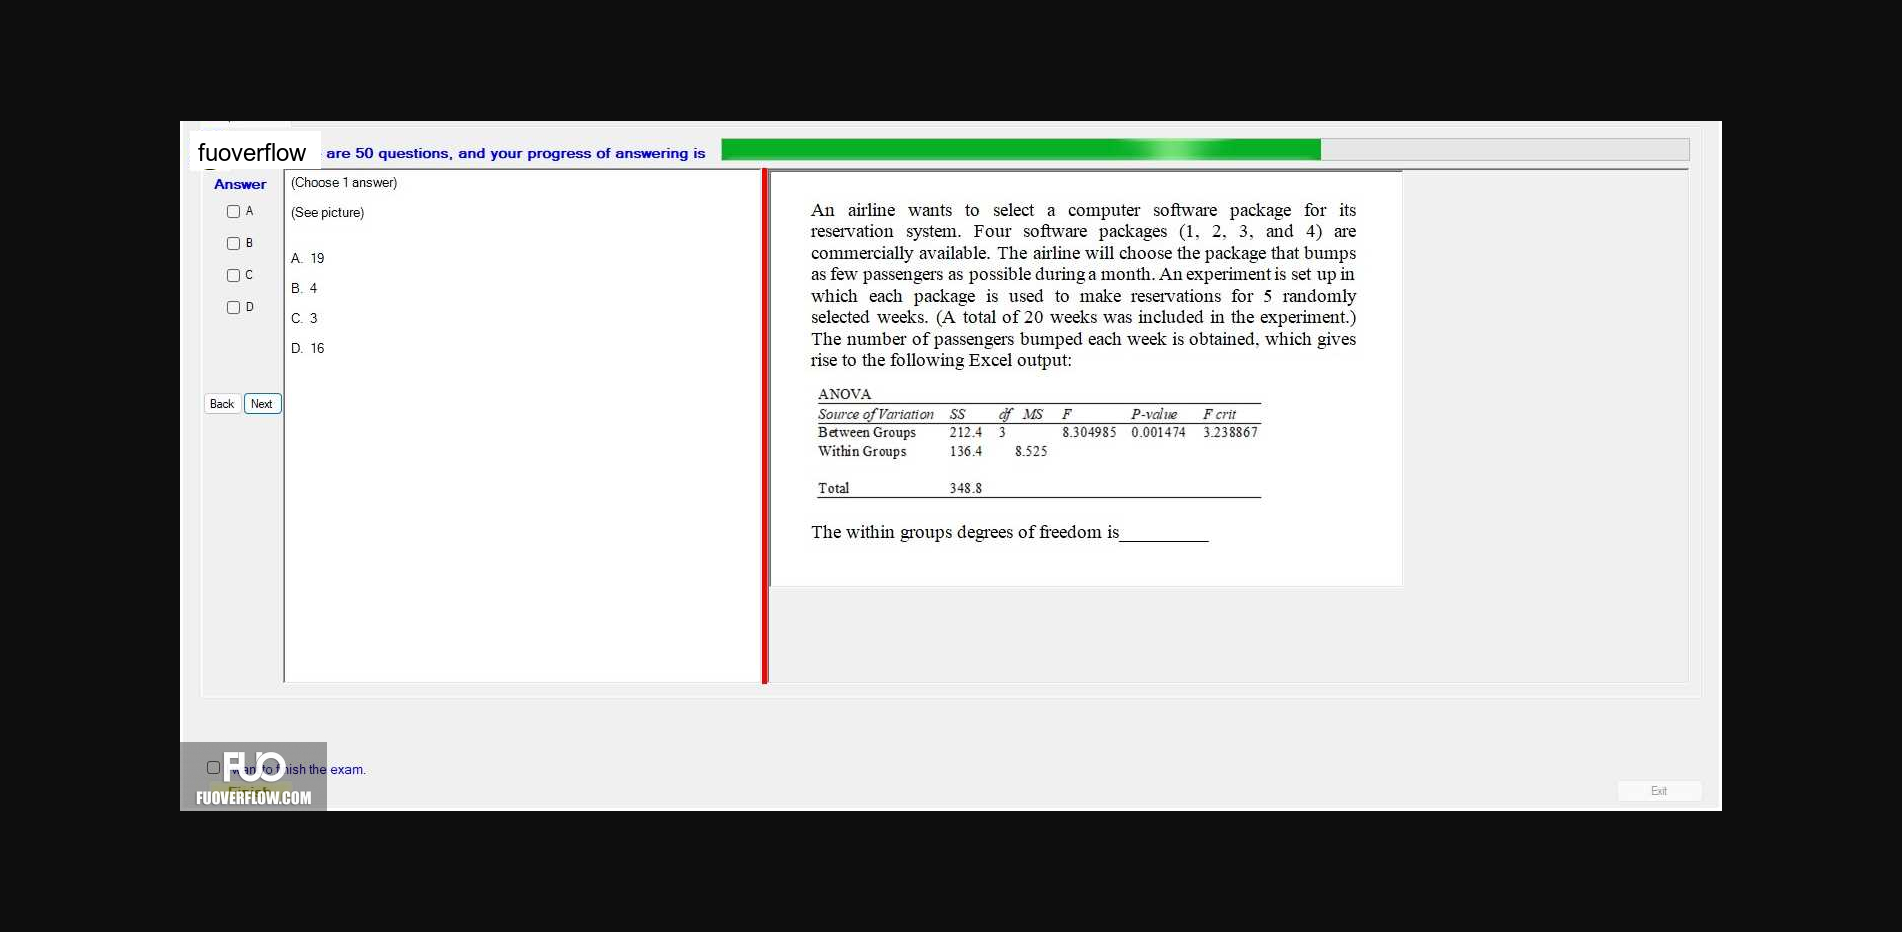 fuoverflow are 50 questions, and your progress of answering is
Answer
A
B
C
D
Back Next
(Choose 1 answer)
(See picture)
A. 19
B. 4
C. 3
D. 16
An airline wants to select a computer software package for its
reservation system. Four software packages (1, 2, 3, and 4) are
commercially available. The airline will choose the package that bumps
as few passengers as possible during a month. An experiment is set up in
which each package is used to make reservations for 5 randomly
selected weeks. (A total of 20 weeks was included in the experiment.)
The number of passengers bumped each week is obtained, which gives
rise to the following Excel output:
ANOVA
Source of Variation SS df MS F P-value F crit
Between Groups 212.4 3 8.304985 0.001474 3.238867
Within Groups 136.4 8.525
Total 348.8
The within groups degrees of freedom is__________
the exam.
FUO
FUOVERFLOW.COM
Exit